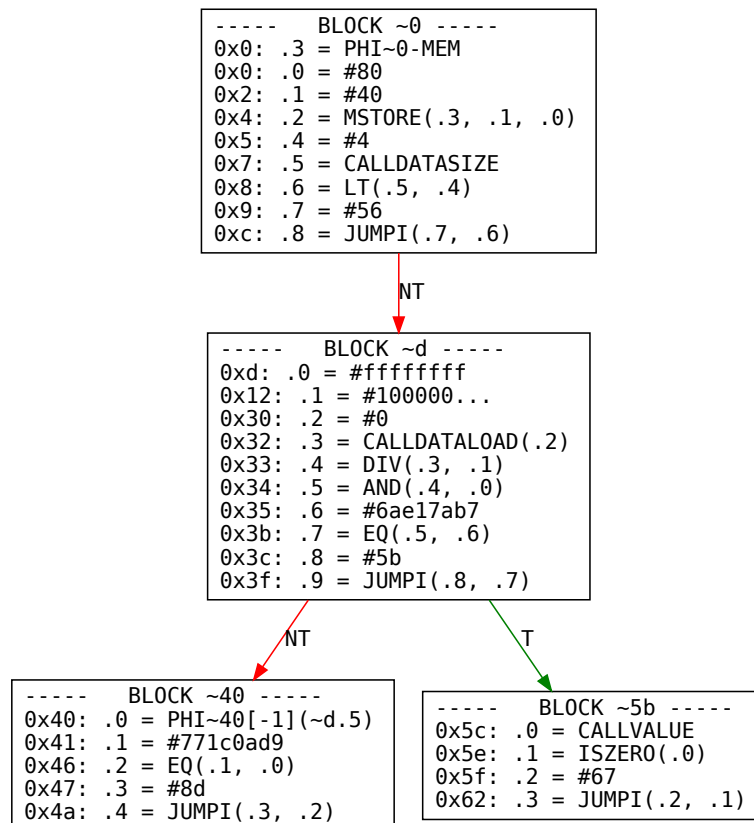 -----   BLOCK ~0 -----
0x0: .3 = PHI~0-MEM
0x0: .0 = #80
0x2: .1 = #40
0x4: .2 = MSTORE(.3, .1, .0)
0x5: .4 = #4
0x7: .5 = CALLDATASIZE
0x8: .6 = LT(.5, .4)
0x9: .7 = #56
0xc: .8 = JUMPI(.7, .6)
NT
-----   BLOCK ~d -----
0xd: .0 = #ffffffff
0x12: .1 = #100000...
0x30: .2 = #0
0x32: .3 = CALLDATALOAD(.2)
0x33: .4 = DIV(.3, .1)
0x34: .5 = AND(.4, .0)
0x35: .6 = #6ae17ab7
0x3b: .7 = EQ(.5, .6)
0x3c: .8 = #5b
0x3f: .9 = JUMPI(.8, .7)
NT
T
-----   BLOCK ~40 -----
0x40: .0 = PHI~40[-1](~d.5)
0x41: .1 = #771c0ad9
0x46: .2 = EQ(.1, .0)
0x47: .3 = #8d
0x4a: .4 = JUMPI(.3, .2)
-----   BLOCK ~5b -----
0x5c: .0 = CALLVALUE
0x5e: .1 = ISZERO(.0)
0x5f: .2 = #67
0x62: .3 = JUMPI(.2, .1)